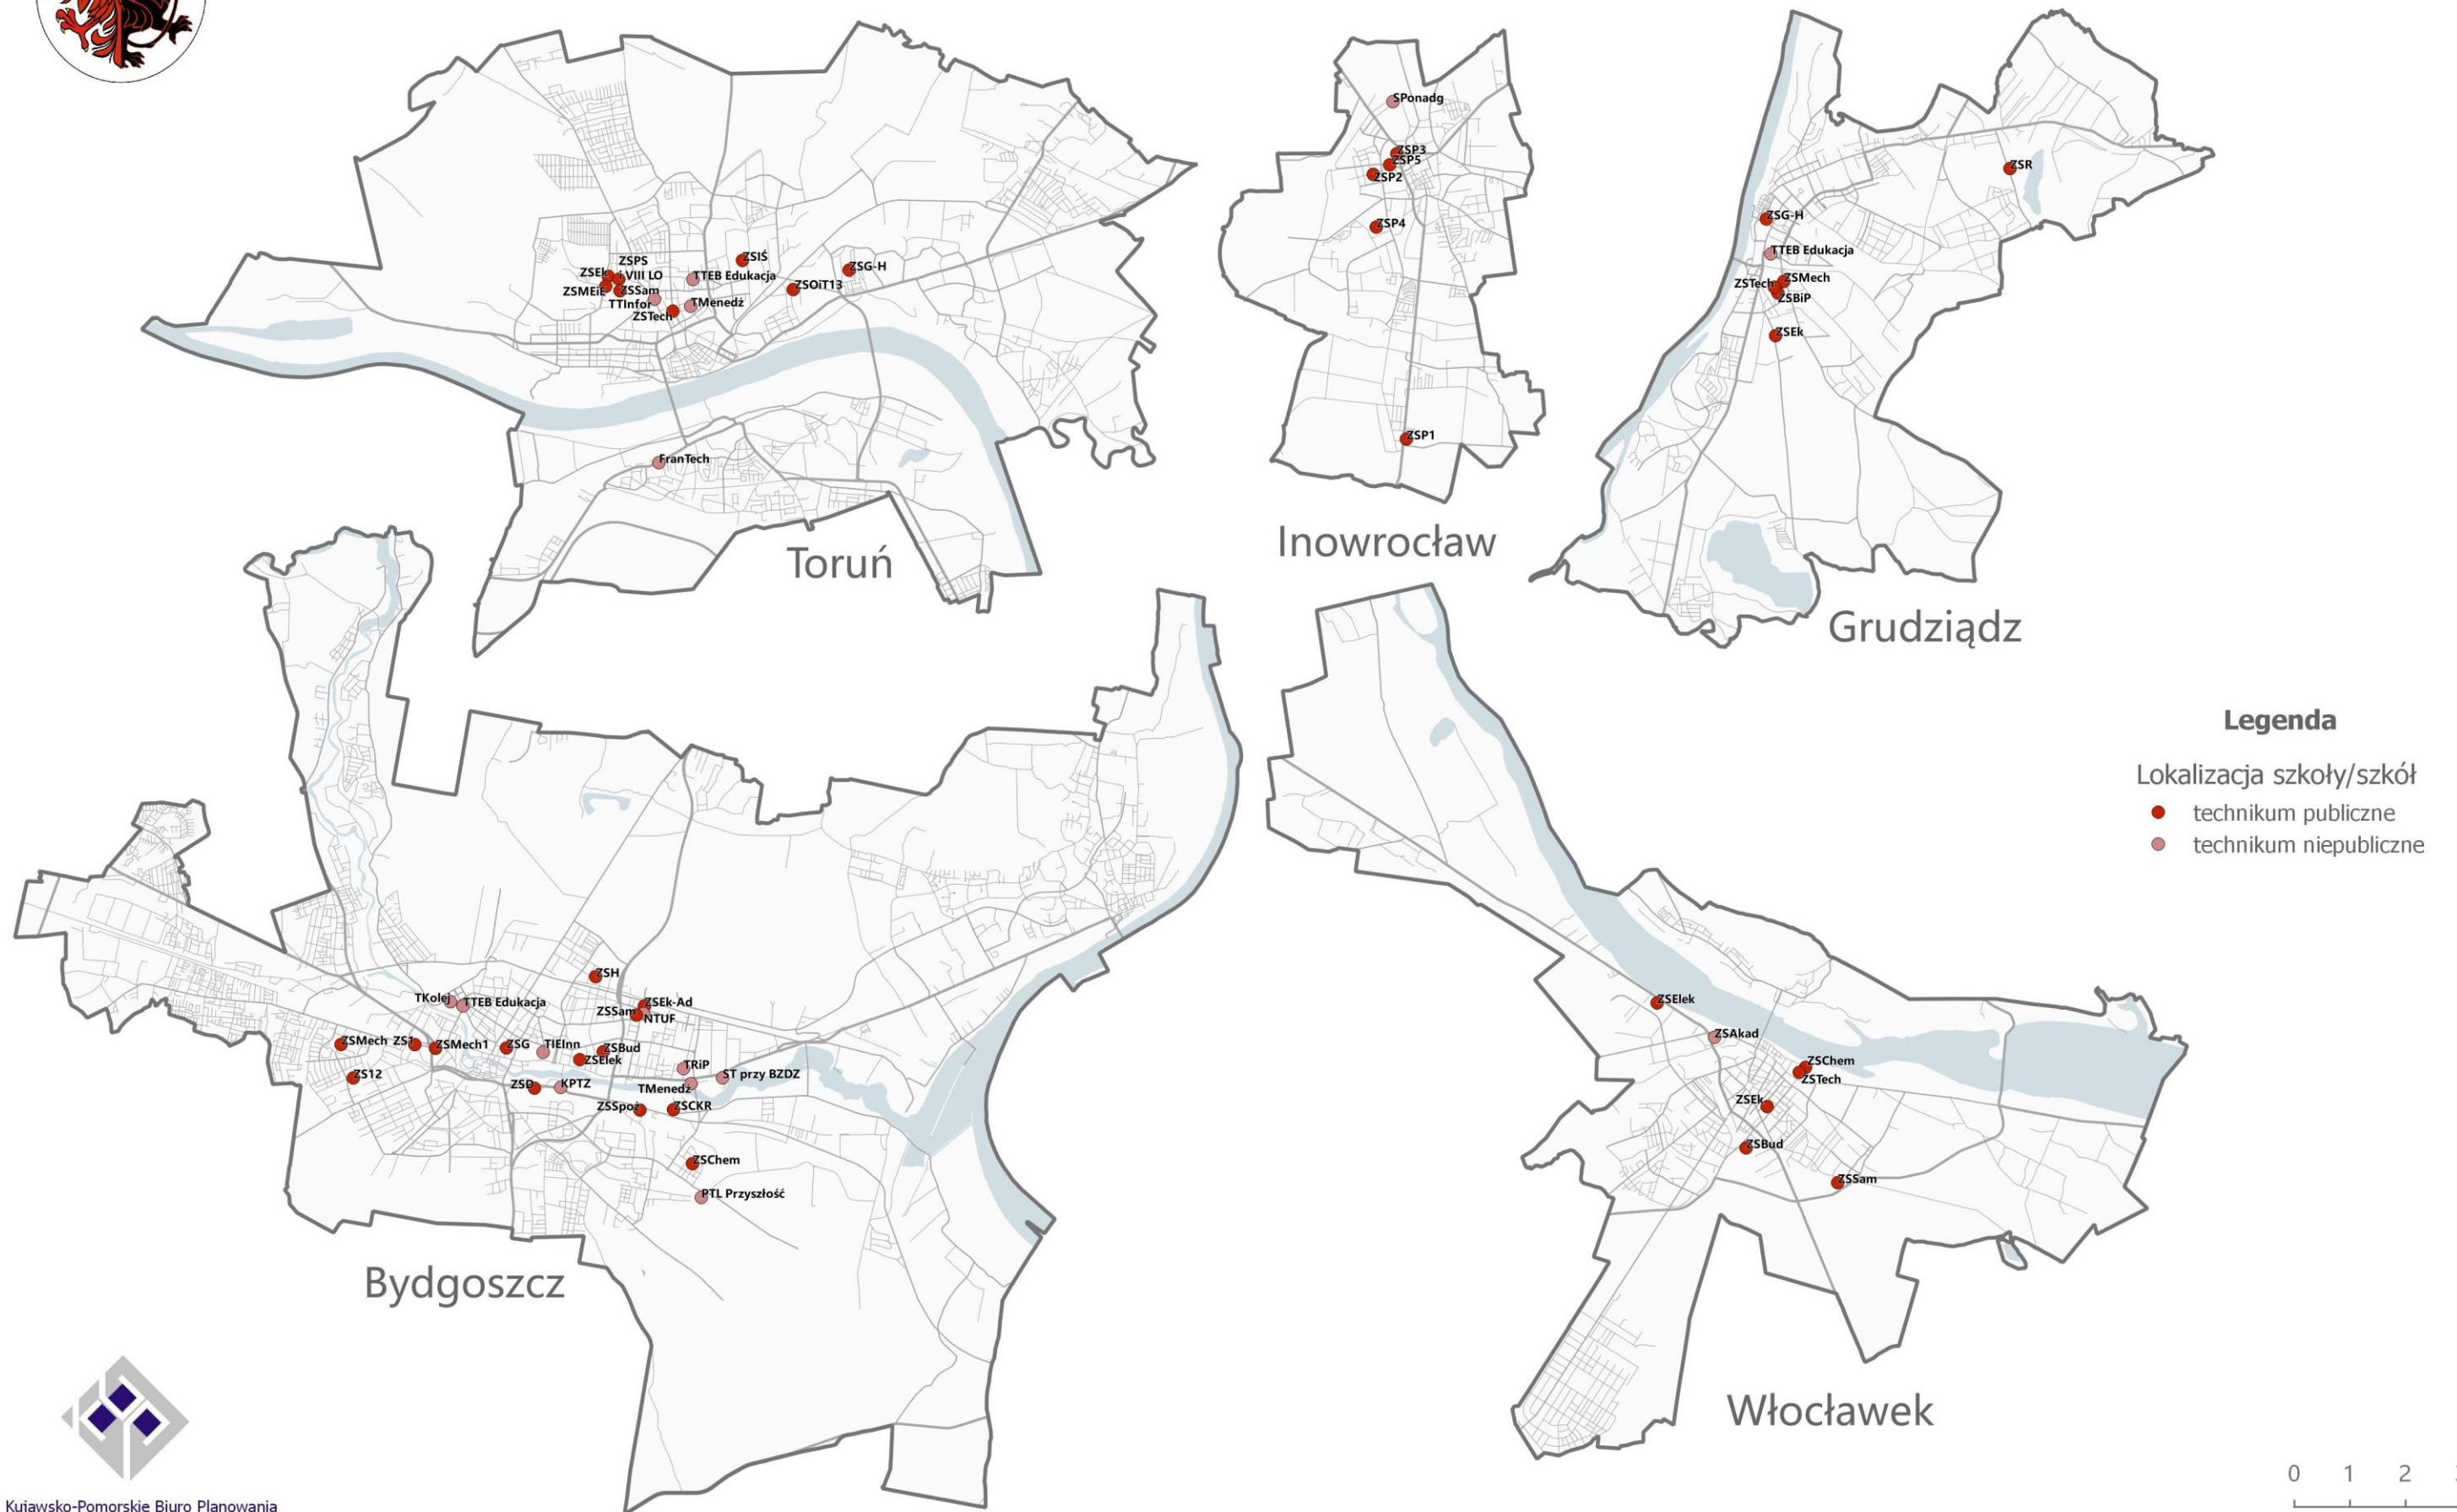 ZSPS
ZSEk
i VIII LO
ZSMEiE
ZSSam
TTInfor
ZSTech
TTEB Edukacja
TMenedż
ZSIŚ
ZSOiT13
ZSG-H
FranTech
Toruń
SPonadg
ZSP3
ZSP5
ZSP2
ZSP4
ZSP1
Inowrocław
ZSR
ZSG-H
TTEB Edukacja
ZSMech
ZSTech
ZSBiP
ZSEk
Grudziądz
Legenda
Lokalizacja szkoły/szkół
technikum publiczne
technikum niepubliczne
ZSH
TKolej
TTEB Edukacja
ZSEk-Ad
ZSSam
NTUF
ZSMech
ZS1
ZSMech1
ZSG
TIEInn
ZSBud
ZSElek
ZS12
TRiP
ST przy BZDZ
ZSD
KPTZ
TMenedż
ZSSpoż
ZSCKR
ZSChem
PTL Przyszłość
Bydgoszcz
ZSElek
ZSAkad
ZSChem
ZSTech
ZSEk
ZSBud
ZSSam
Włocławek
0 1 2
Kujawsko-Pomorskie Biuro Planowania